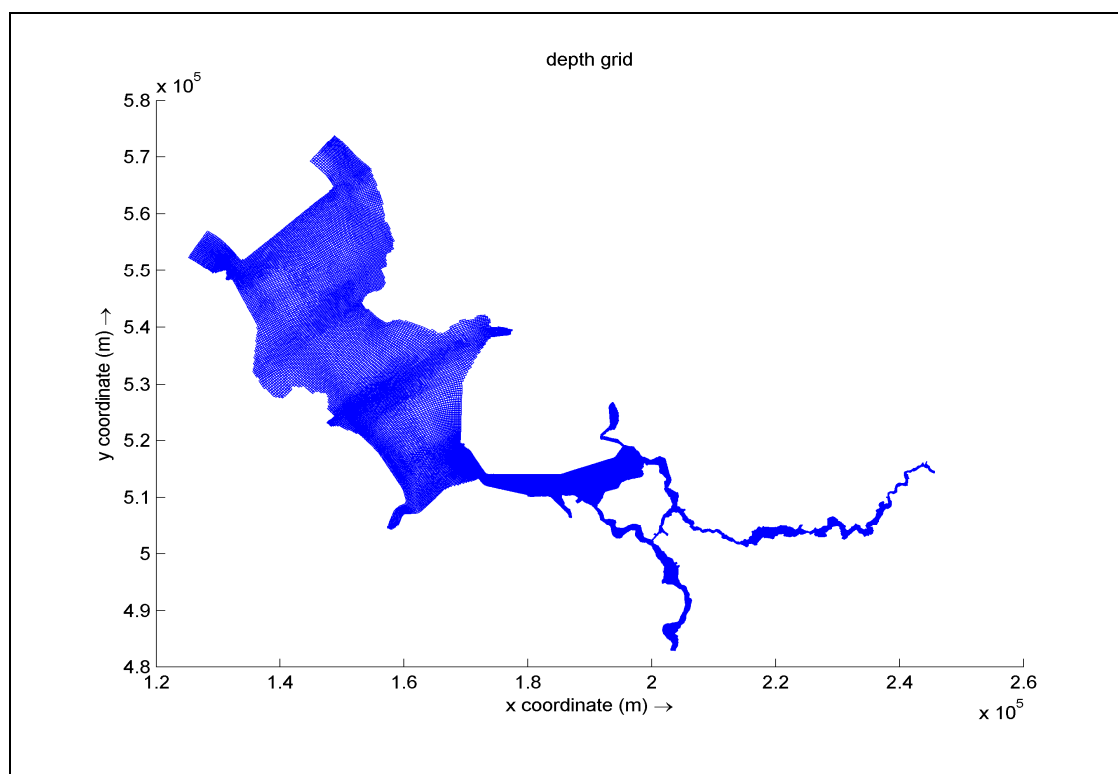 depth grid
x 10^5
5.8
5.7
5.6
5.5
5.4
5.3
5.2
5.1
5
4.9
4.8
y coordinate (m) →
1.2 1.4 1.6 1.8 2 2.2 2.4 2.6
x coordinate (m) →
x 10^5